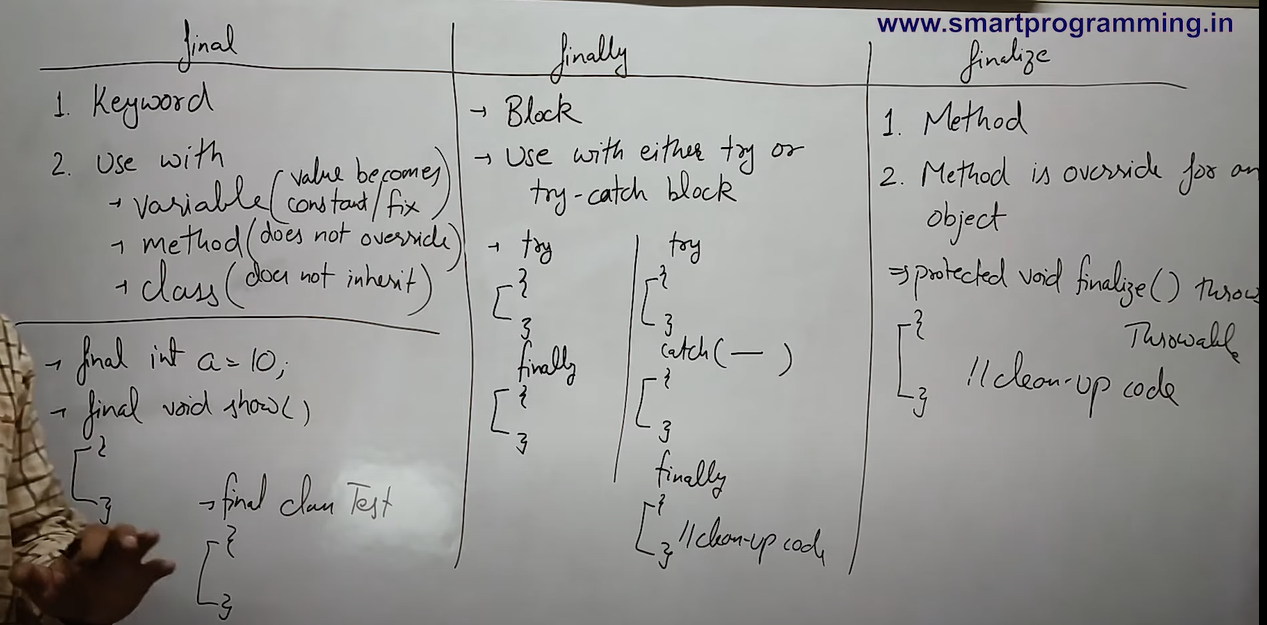 www.smartprogramming.in
final
1. Keyword
2. Use with
→ variable (value becomes
constant/fix)
→ method (does not override)
→ class (does not inherit)
→ final int a = 10;
→ final void show()
{
}
→ final class Test
{
}
finally
→ Block
→ Use with either try or
try-catch block
→ try
{
}
finally
{
}
try
{
}
catch( — )
{
}
finally
{
} //clean-up code
finalize
1. Method
2. Method is override for an
object
⇒ protected void finalize() throws
Throwable
{
//clean-up code
}